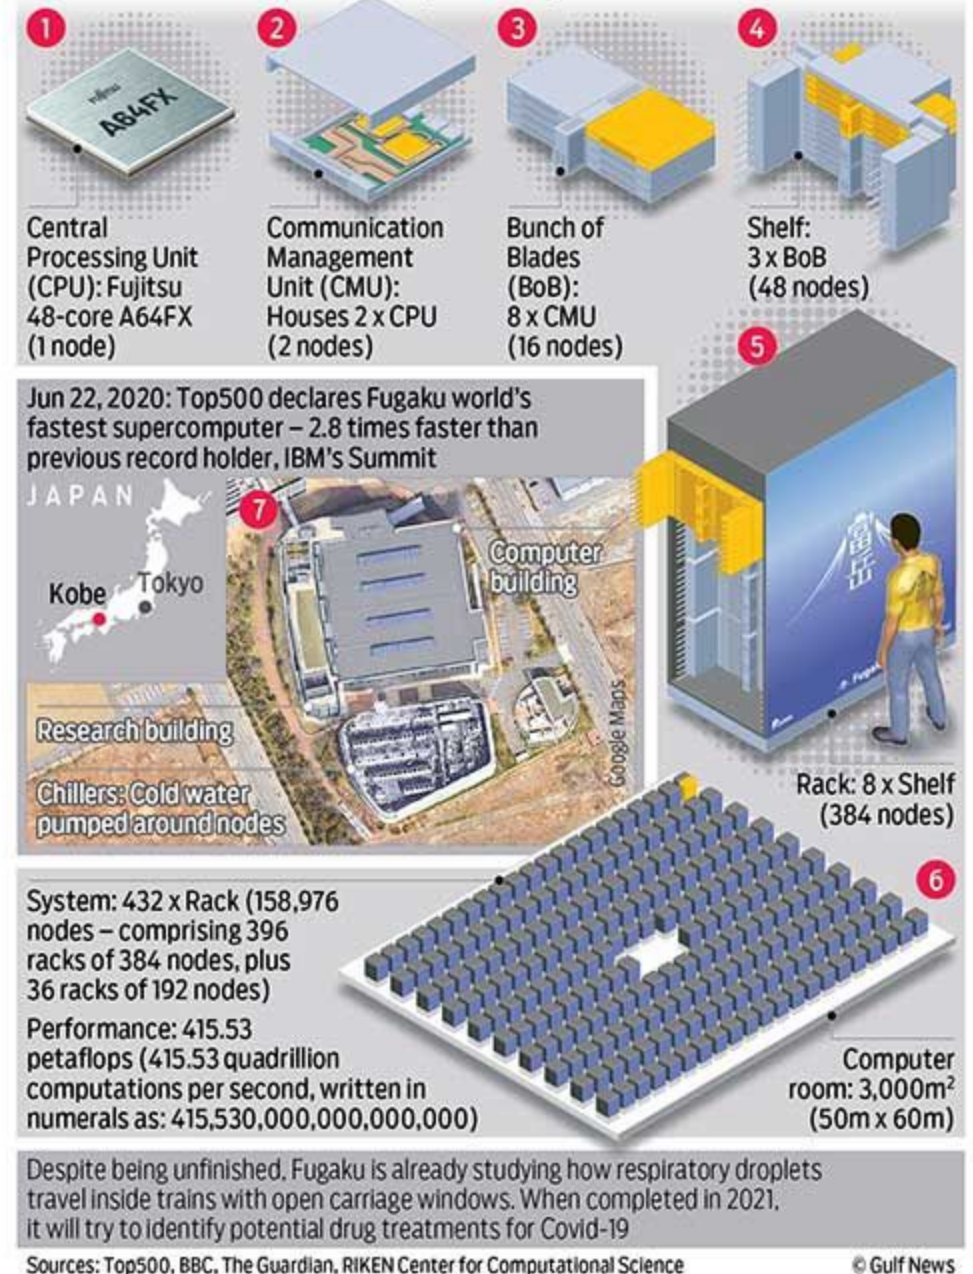 1
2
3
4
FUJITSU
A64FX
Central
Processing Unit
(CPU): Fujitsu
48-core A64FX
(1 node)
Communication
Management
Unit (CMU):
Houses 2 x CPU
(2 nodes)
Bunch of
Blades
(BoB):
8 x CMU
(16 nodes)
Shelf:
3 x BoB
(48 nodes)
5
Jun 22, 2020: Top500 declares Fugaku world's
fastest supercomputer – 2.8 times faster than
previous record holder, IBM's Summit
JAPAN
Kobe
Tokyo
7
Computer
building
Research building
Chillers: Cold water
pumped around nodes
Google Maps
富岳
Rack: 8 x Shelf
(384 nodes)
6
System: 432 x Rack (158,976
nodes – comprising 396
racks of 384 nodes, plus
36 racks of 192 nodes)
Performance: 415.53
petaflops (415.53 quadrillion
computations per second, written in
numerals as: 415,530,000,000,000,000)
Computer
room: 3,000m²
(50m x 60m)
Despite being unfinished, Fugaku is already studying how respiratory droplets
travel inside trains with open carriage windows. When completed in 2021,
it will try to identify potential drug treatments for Covid-19
Sources: Top500, BBC, The Guardian, RIKEN Center for Computational Science
© Gulf News